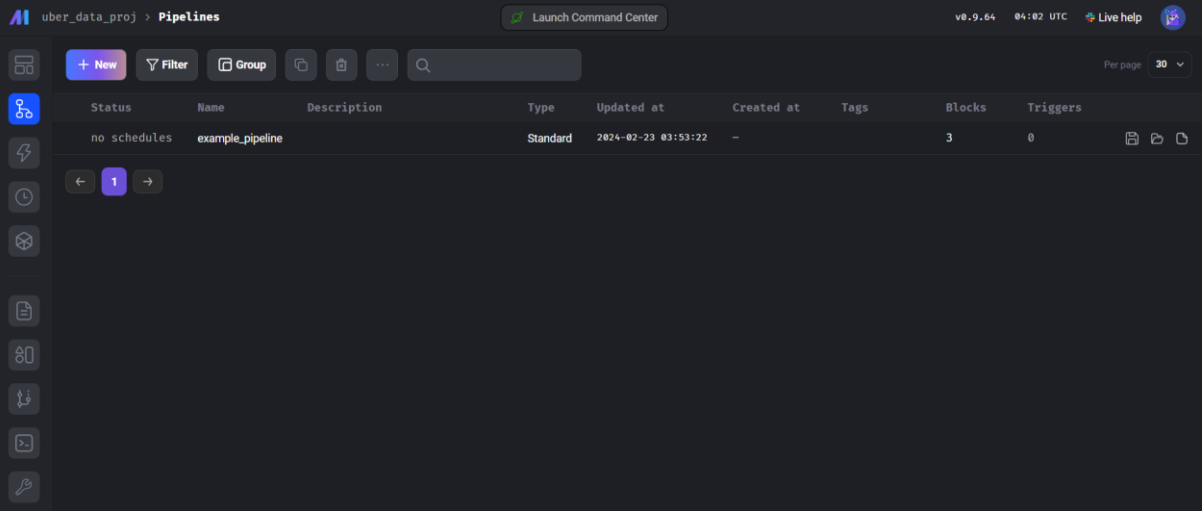 uber_data_proj > Pipelines
Launch Command Center
v0.9.64
04:02 UTC
Live help
+ New
Filter
Group
Per page 30
Status Name Description Type Updated at Created at Tags Blocks Triggers
no schedules example_pipeline Standard 2024-02-23 03:53:22 — 3 0
← 1 →